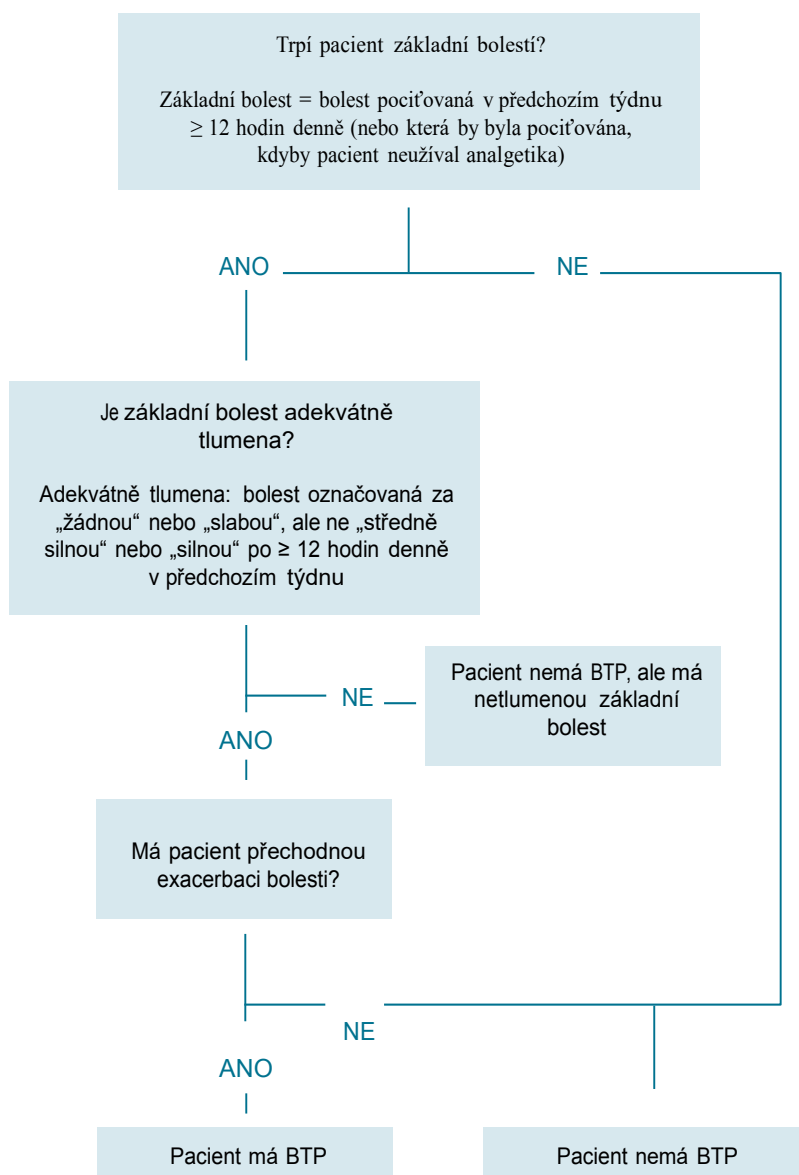 Trpí pacient základní bolestí?
Základní bolest = bolest pociťovaná v předchozím týdnu
≥ 12 hodin denně (nebo která by byla pociťována,
kdyby pacient neužíval analgetika)
ANO
NE
Je základní bolest adekvátně
tlumena?
Adekvátně tlumena: bolest označovaná za
„žádnou“ nebo „slabou“, ale ne „středně
silnou“ nebo „silnou“ po ≥ 12 hodin denně
v předchozím týdnu
NE
Pacient nemá BTP, ale má
netlumenou základní
bolest
ANO
Má pacient přechodnou
exacerbaci bolesti?
NE
ANO
Pacient má BTP
Pacient nemá BTP